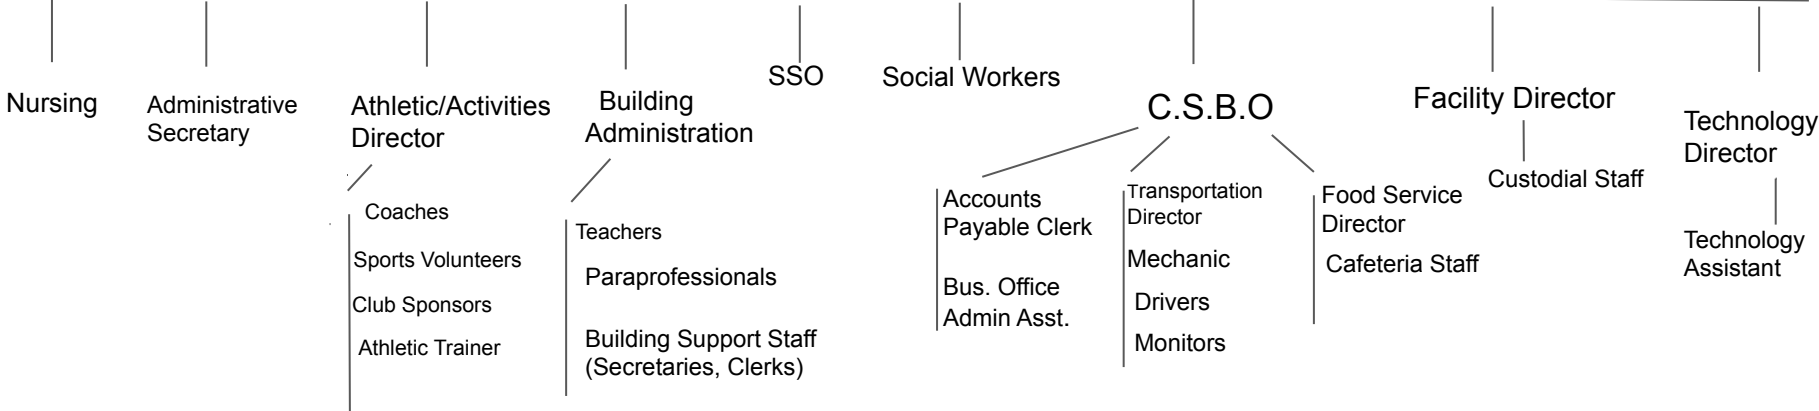 Nursing
Administrative
Secretary
Athletic/Activities
Director
Coaches
Sports Volunteers
Club Sponsors
Athletic Trainer
Building
Administration
Teachers
Paraprofessionals
Building Support Staff
(Secretaries, Clerks)
SSO
Social Workers
C.S.B.O
Accounts
Payable Clerk
Bus. Office
Admin Asst.
Transportation
Director
Mechanic
Drivers
Monitors
Food Service
Director
Cafeteria Staff
Facility Director
Custodial Staff
Technology
Director
Technology
Assistant